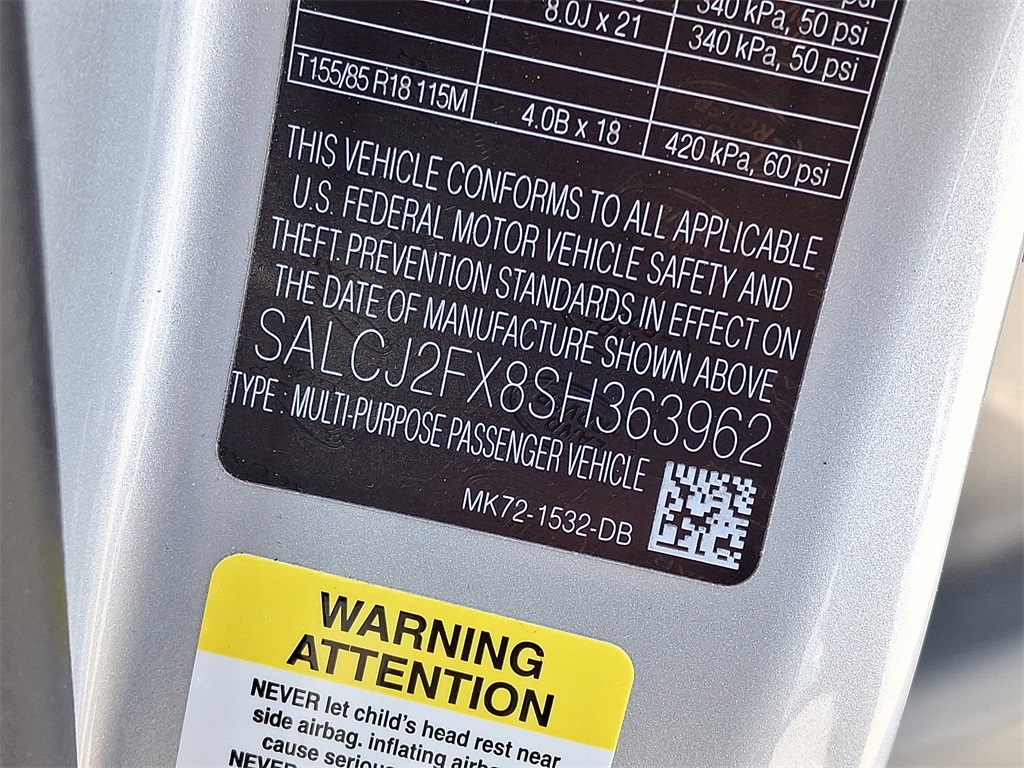 8.0J x 21 340 kPa, 50 psi
340 kPa, 50 psi
T155/85 R18 115M 4.0B x 18 420 kPa, 60 psi
THIS VEHICLE CONFORMS TO ALL APPLICABLE
U.S. FEDERAL MOTOR VEHICLE SAFETY AND
THEFT PREVENTION STANDARDS IN EFFECT ON
THE DATE OF MANUFACTURE SHOWN ABOVE
SALCJ2FX8SH363962
TYPE : MULTI-PURPOSE PASSENGER VEHICLE
MK72-1532-DB
WARNING
ATTENTION
NEVER let child's head rest near
side airbag. inflating
cause
NEVER